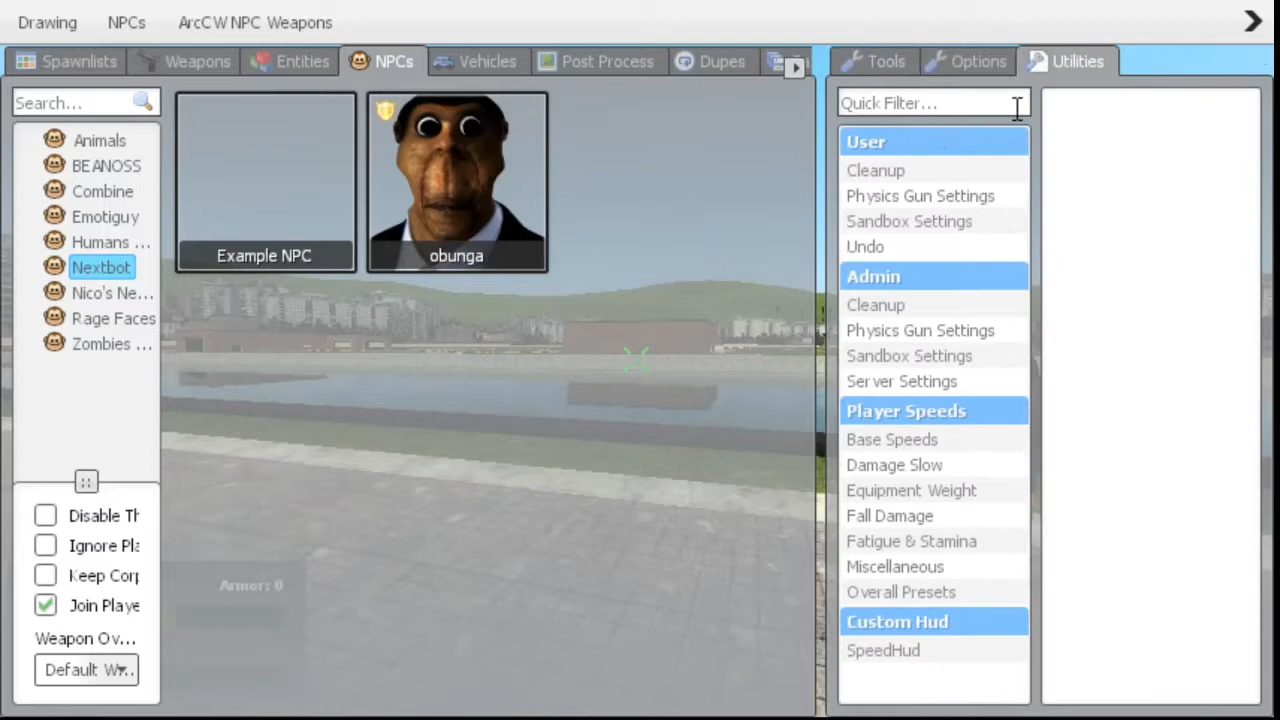 Drawing NPCs ArcCW NPC Weapons
Spawnlists Weapons Entities NPCs Vehicles Post Process Dupes
Tools Options Utilities
Search...
Animals
BEANOSS
Combine
Emotiguy
Humans ...
Nextbot
Nico's Ne...
Rage Faces
Zombies ...
Disable Th
Ignore Pla
Keep Corp
Join Playe
Weapon Ov...
Default W...
Example NPC
obunga
Armor: 0
Quick Filter...
User
Cleanup
Physics Gun Settings
Sandbox Settings
Undo
Admin
Cleanup
Physics Gun Settings
Sandbox Settings
Server Settings
Player Speeds
Base Speeds
Damage Slow
Equipment Weight
Fall Damage
Fatigue & Stamina
Miscellaneous
Overall Presets
Custom Hud
SpeedHud